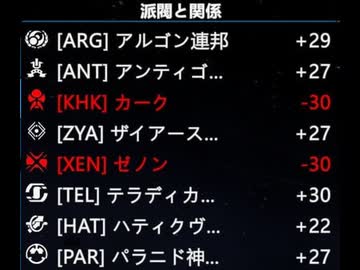 派閥と関係
[ARG] アルゴン連邦 +29
[ANT] アンティゴ... +27
[KHK] カーク -30
[ZYA] ザイアース... +27
[XEN] ゼノン -30
[TEL] テラディカ... +30
[HAT] ハティクヴ... +22
[PAR] パラニド神... +27